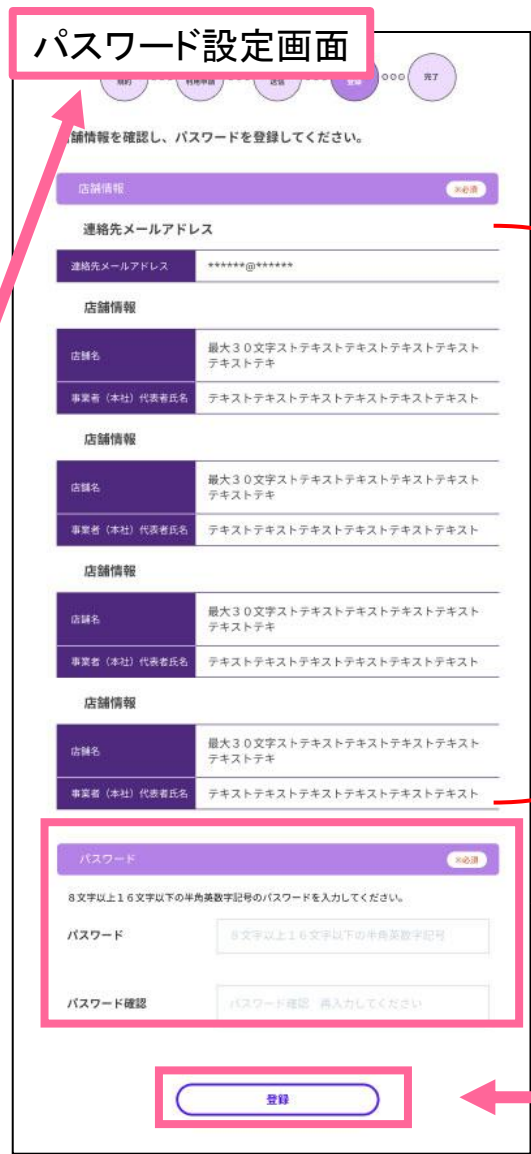 パスワード設定画面
規約
利用申請
送信
登録
完了
舗情報を確認し、パスワードを登録してください。
店舗情報
※必須
連絡先メールアドレス
連絡先メールアドレス ******@******
店舗情報
店舗名
最大３０文字ストテキストテキストテキストテキスト
テキストテキ
事業者（本社）代表者氏名 テキストテキストテキストテキストテキストテキスト
店舗情報
店舗名
最大３０文字ストテキストテキストテキストテキスト
テキストテキ
事業者（本社）代表者氏名 テキストテキストテキストテキストテキストテキスト
店舗情報
店舗名
最大３０文字ストテキストテキストテキストテキスト
テキストテキ
事業者（本社）代表者氏名 テキストテキストテキストテキストテキストテキスト
店舗情報
店舗名
最大３０文字ストテキストテキストテキストテキスト
テキストテキ
事業者（本社）代表者氏名 テキストテキストテキストテキストテキストテキスト
パスワード
※必須
８文字以上１６文字以下の半角英数字記号のパスワードを入力してください。
パスワード ８文字以上１６文字以下の半角英数字記号
パスワード確認 パスワード確認　再入力してください
登録